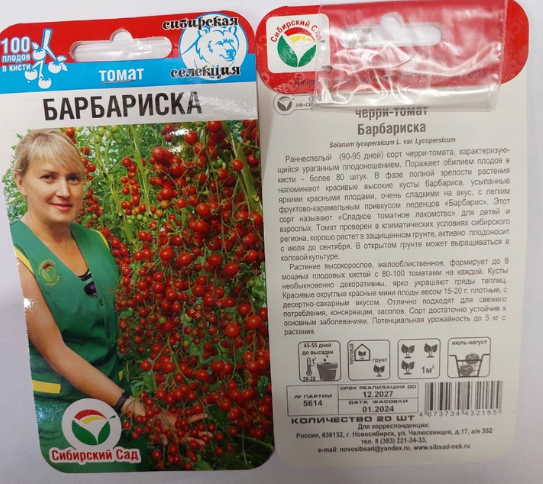 100
ПЛОДОВ
В КИСТИ
сибирская
селекция
ТОМАТ
БАРБАРИСКА
Сибирский Сад
Сибирский Сад
черри-томат
Барбариска
Solanum lycopersicum L. var. Lycopersicum
Раннеспелый (90-95 дней) сорт черри-томата, характеризую-
щийся ураганным плодоношением. Поражает обилием плодов в
кисти - более 80 штук. В фазе полной зрелости растения
напоминают красивые высокие кусты барбариса, усыпанные
яркими красными плодами, очень сладкими на вкус, с легким
фруктово-карамельным привкусом леденцов «Барбарис». Этот
сорт называют «Сладкое томатное лакомство» для детей и
взрослых. Томат проверен в климатических условиях сибирского
региона, хорошо растет в защищенном грунте, активно плодоносит
с июля до сентября. В открытом грунте может выращиваться в
коловой культуре.
Растение высокорослое, малооблиственное, формирует до 6
мощных плодовых кистей с 80-100 томатами на каждой. Кусты
необыкновенно декоративны, ярко украшают гряды теплиц.
Красивые округлые красные мини плоды весом 15-20 г, плотные, с
десертно-сахарным вкусом. Отлично подходят для свежего
потребления, консервации, засолов. Сорт достаточно устойчив к
основным заболеваниям. Потенциальная урожайность до 5 кг с
растения.
45-55 дней
до высадки
грунт
1м²
июль-август
№ ПАРТИИ
5614
СРОК РЕАЛИЗАЦИИ ДО
12.2027
ДАТА ФАСОВКИ
01.2024
КОЛИЧЕСТВО 20 ШТ
4 673734 432155
Для корреспонденции:
Россия, 630132, г. Новосибирск, ул. Челюскинцев, д. 17, а/я 352
тел. 8 (383) 221-34-33,
e-mail: novosibsad@yandex.ru, www.sibsad-nsk.ru